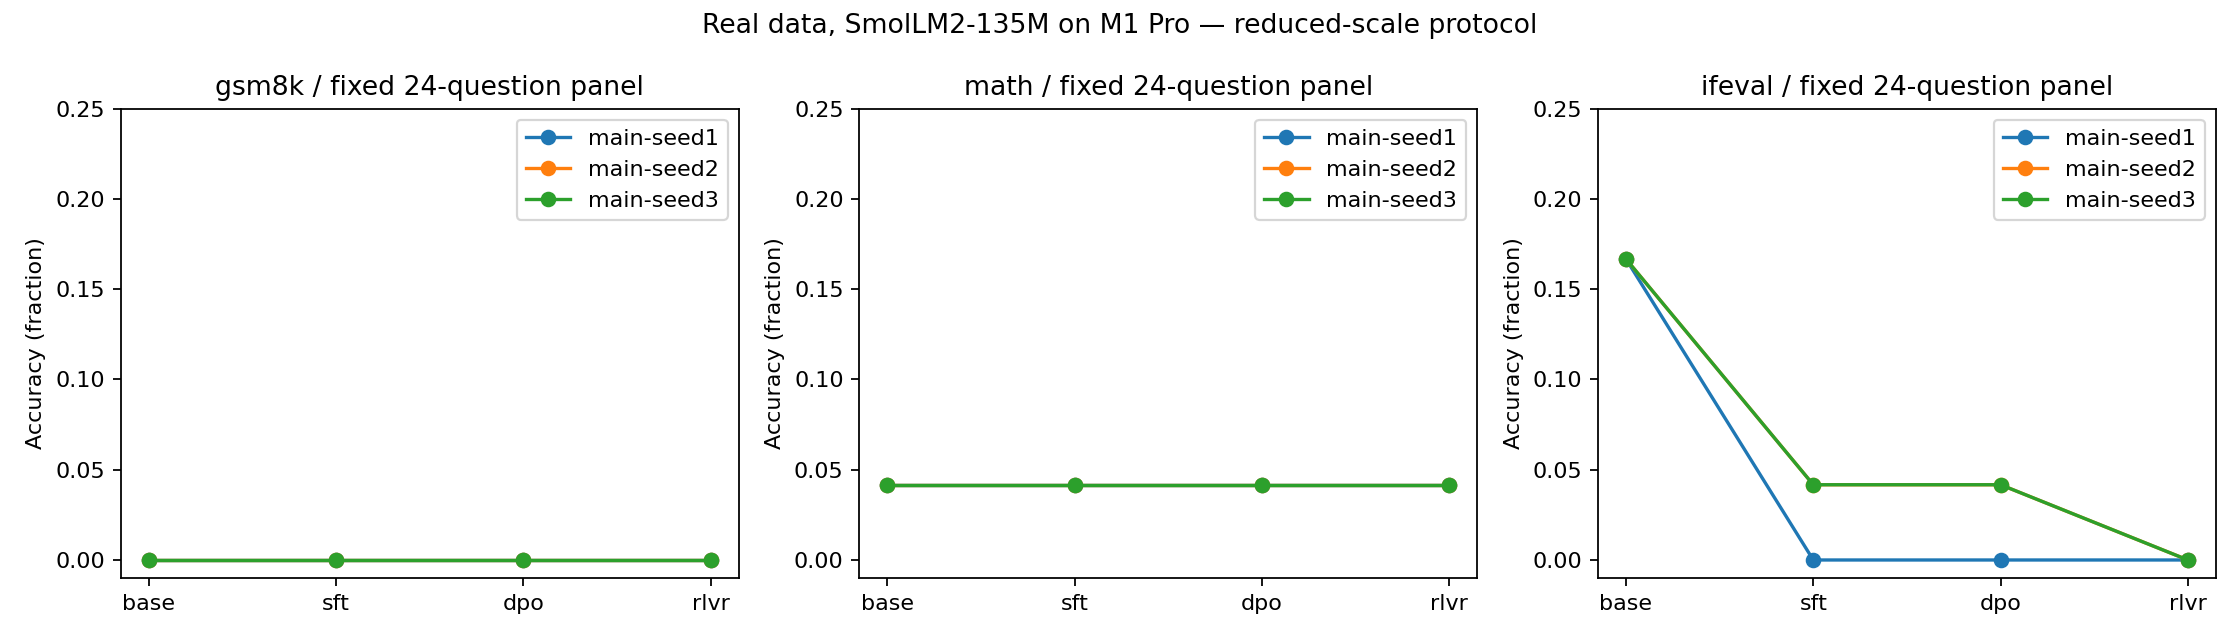 Real data, SmolLM2-135M on M1 Pro — reduced-scale protocol
gsm8k / fixed 24-question panel
Accuracy (fraction)
0.25
0.20
0.15
0.10
0.05
0.00
main-seed1
main-seed2
main-seed3
base sft dpo rlvr
math / fixed 24-question panel
Accuracy (fraction)
0.25
0.20
0.15
0.10
0.05
0.00
main-seed1
main-seed2
main-seed3
base sft dpo rlvr
ifeval / fixed 24-question panel
Accuracy (fraction)
0.25
0.20
0.15
0.10
0.05
0.00
main-seed1
main-seed2
main-seed3
base sft dpo rlvr